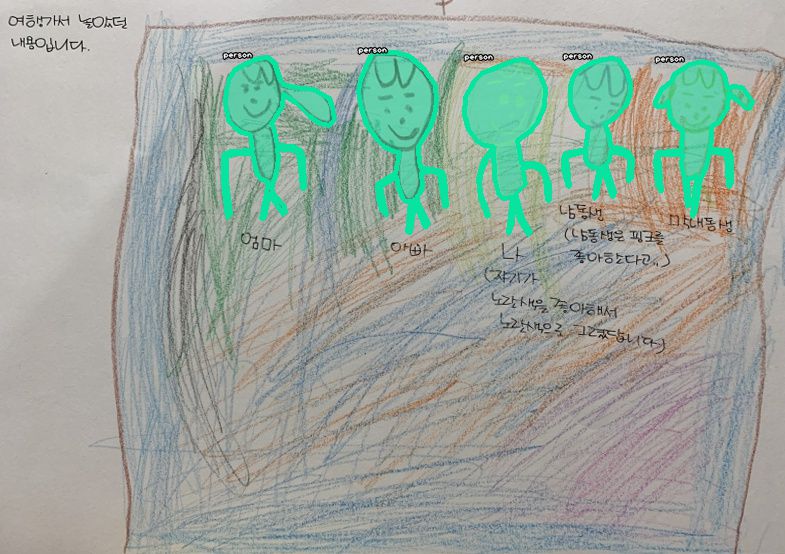 여행가서 놀았던
내용입니다.
person
person
person
person
person
엄마
아빠
나
(자기가
노란색을 좋아해서
노란색으로 그렸답니다~)
남동생
(남동생은 핑크를
좋아한다고..)
막내동생